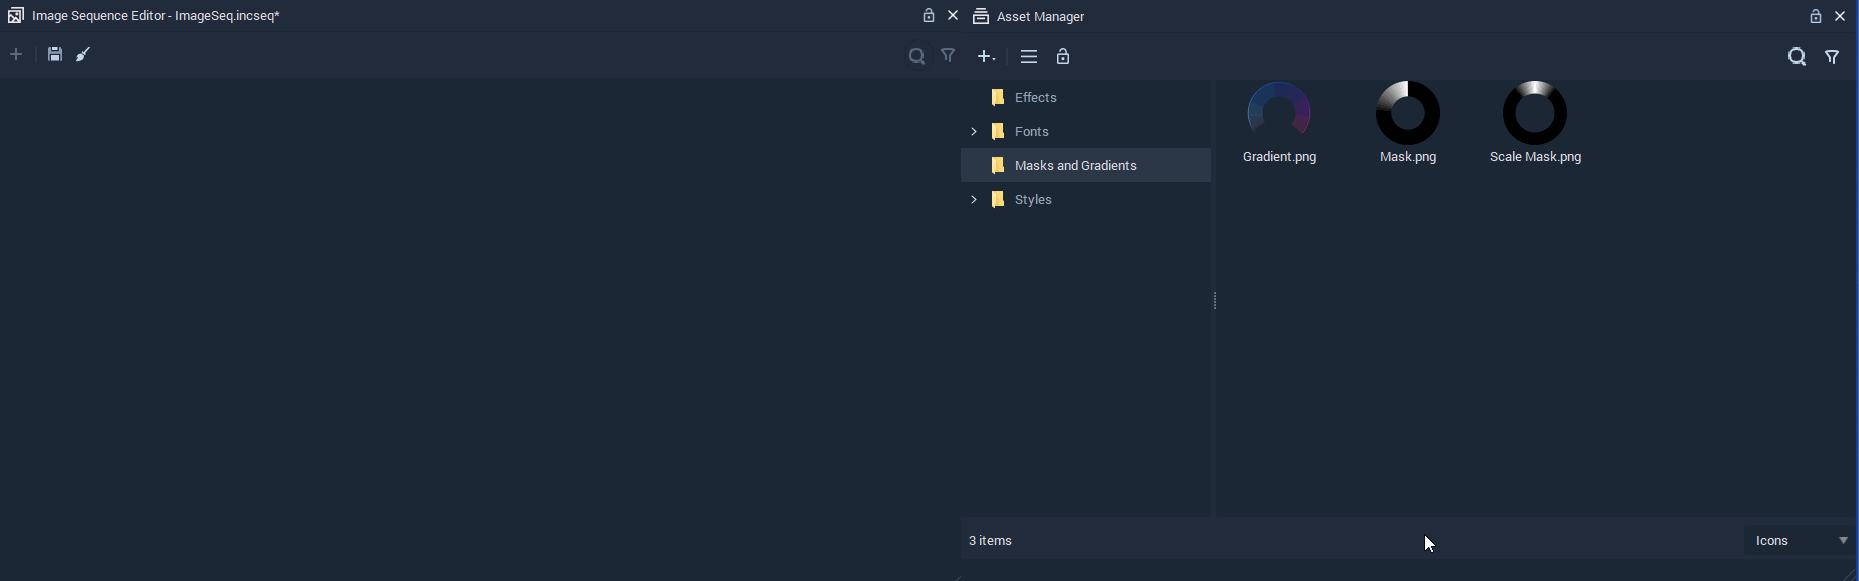 Image Sequence Editor - ImageSeq.incseq*
Asset Manager
Effects
Fonts
Masks and Gradients
Styles
Gradient.png
Mask.png
Scale Mask.png
3 items
Icons